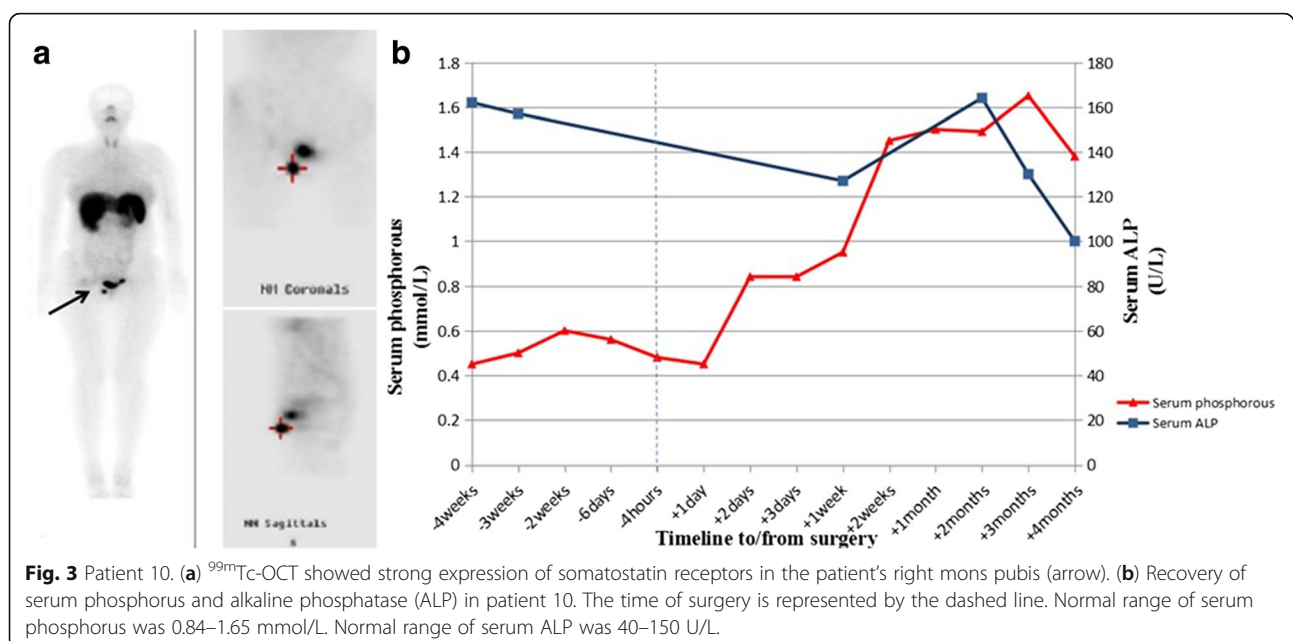 a
NM Coronals
NM Sagittals
S
b
1.8
1.6
1.4
1.2
1
0.8
0.6
0.4
0.2
0
Serum phosphorous
(mmol/L)
180
160
140
120
100
80
60
40
20
0
Serum ALP
(U/L)
Serum phosphorous
Serum ALP
-4weeks
-3weeks
-2weeks
-6days
-4hours
+1day
+2days
+3days
+1week
+2weeks
+1month
+2months
+3months
+4months
Timeline to/from surgery
Fig. 3 Patient 10. (a) 99mTc-OCT showed strong expression of somatostatin receptors in the patient's right mons pubis (arrow). (b) Recovery of
serum phosphorus and alkaline phosphatase (ALP) in patient 10. The time of surgery is represented by the dashed line. Normal range of serum
phosphorus was 0.84–1.65 mmol/L. Normal range of serum ALP was 40–150 U/L.